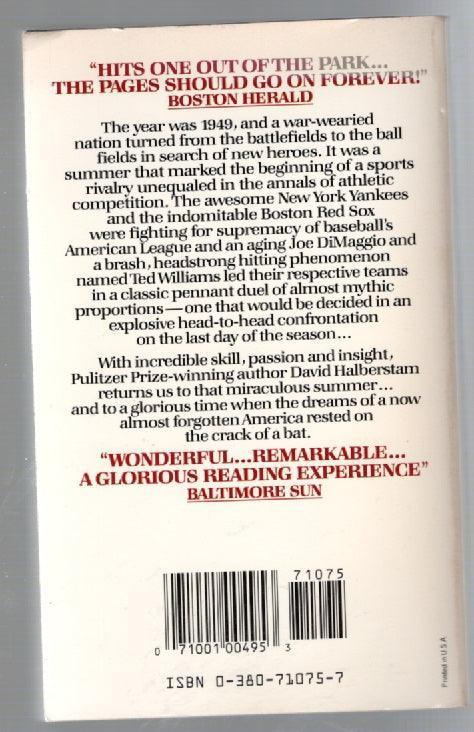 “HITS ONE OUT OF THE PARK...
THE PAGES SHOULD GO ON FOREVER!”
BOSTON HERALD
The year was 1949, and a war-wearied
nation turned from the battlefields to the ball
fields in search of new heroes. It was a
summer that marked the beginning of a sports
rivalry unequaled in the annals of athletic
competition. The awesome New York Yankees
and the indomitable Boston Red Sox
were fighting for supremacy of baseball's
American League and an aging Joe DiMaggio and
a brash, headstrong hitting phenomenon
named Ted Williams led their respective teams
in a classic pennant duel of almost mythic
proportions—one that would be decided in an
explosive head-to-head confrontation
on the last day of the season...
With incredible skill, passion and insight,
Pulitzer Prize-winning author David Halberstam
returns us to that miraculous summer...
and to a glorious time when the dreams of a now
almost forgotten America rested on
the crack of a bat.
“WONDERFUL...REMARKABLE...
A GLORIOUS READING EXPERIENCE”
BALTIMORE SUN
71075
0 71001 00495 3
ISBN 0-380-71075-7
Printed in U.S.A.